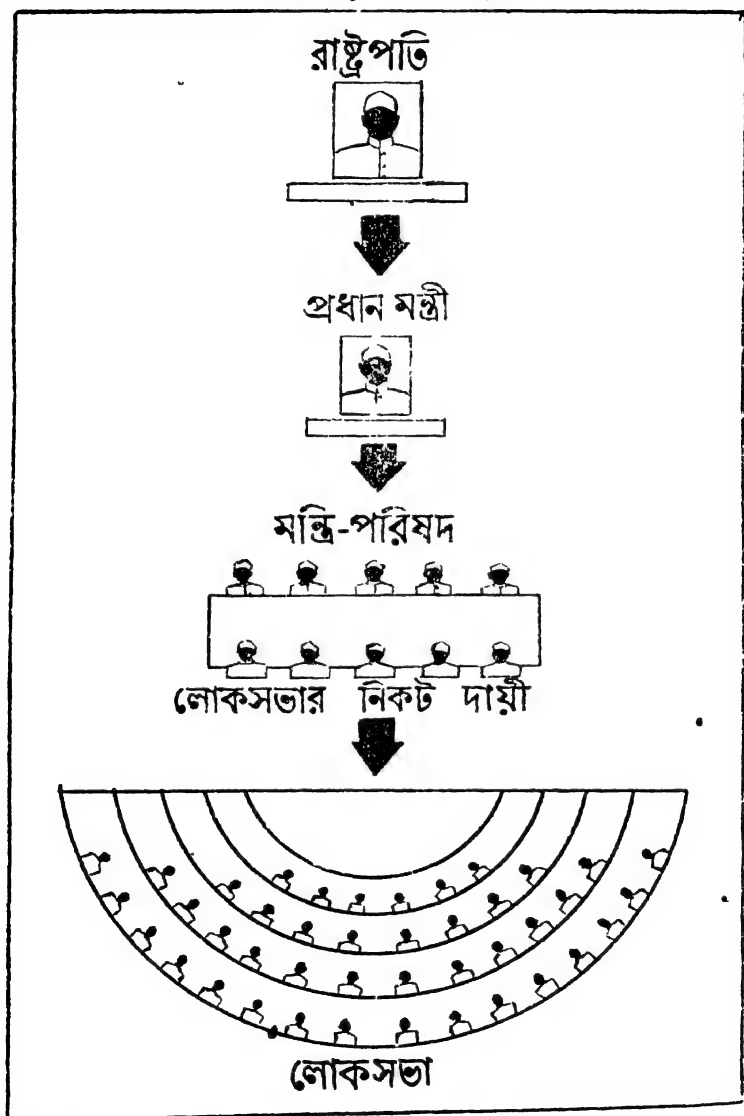 রাষ্ট্রপতি
প্রধান মন্ত্রী
মন্ত্রি-পরিষদ
লোকসভার নিকট দায়ী
লোকসভা